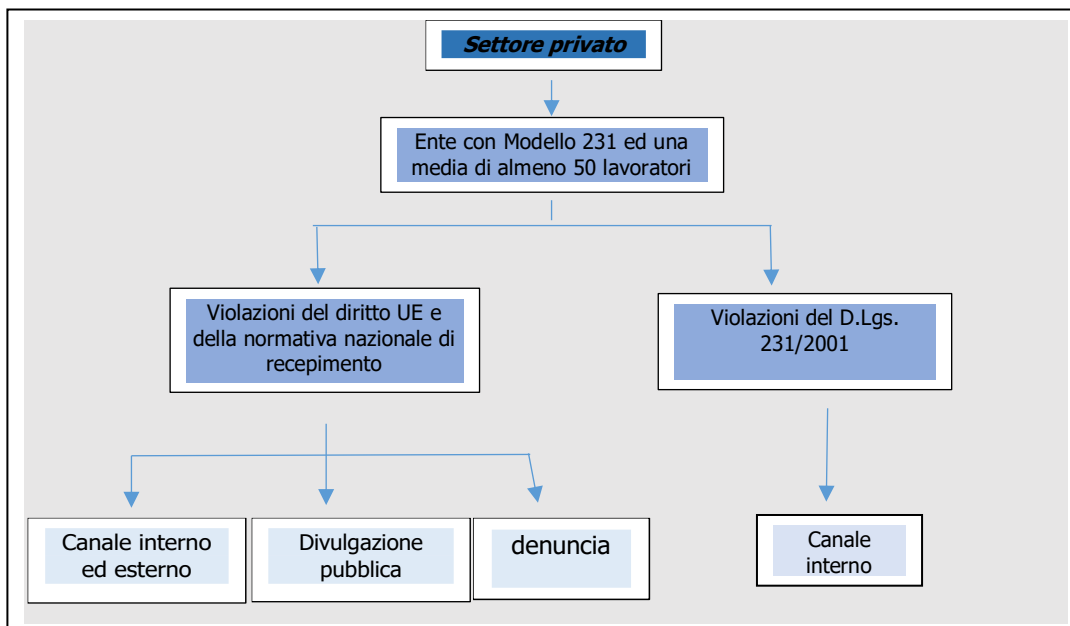 Settore privato
Ente con Modello 231 ed una
media di almeno 50 lavoratori
Violazioni del diritto UE e
della normativa nazionale di
recepimento
Violazioni del D.Lgs.
231/2001
Canale interno
ed esterno
Divulgazione
pubblica
denuncia
Canale
interno